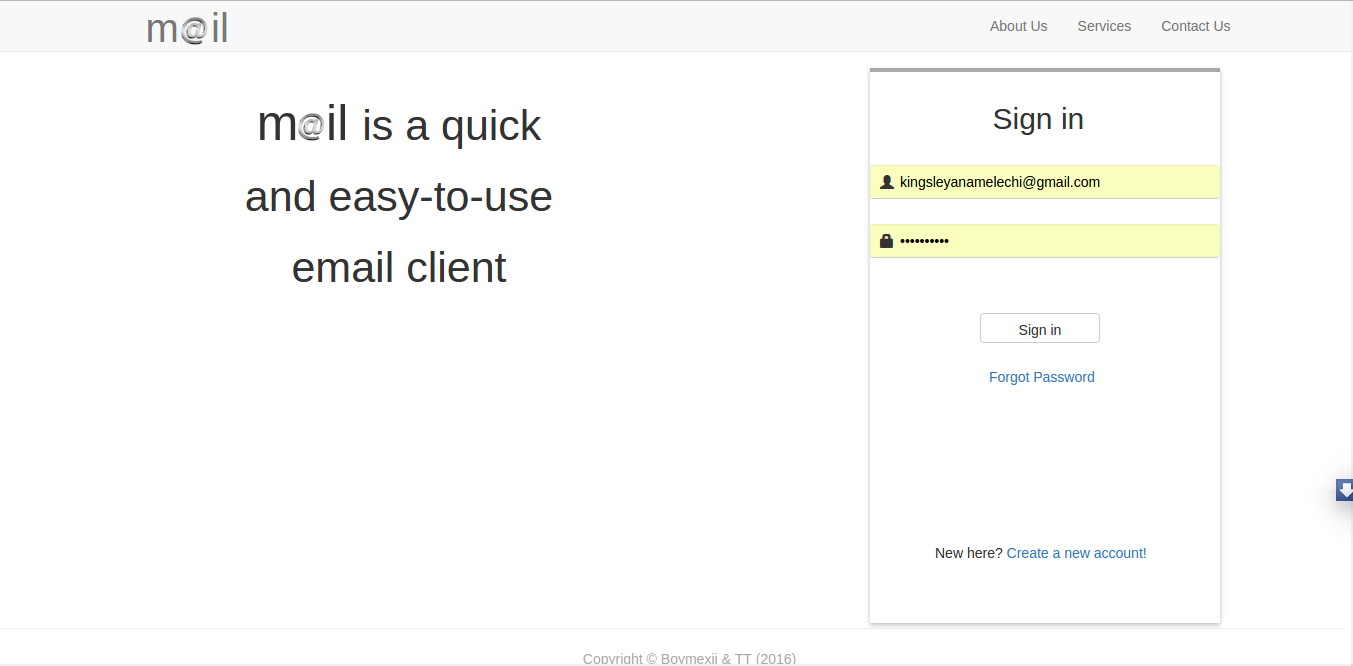 m@il
About Us Services Contact Us
m@il is a quick
and easy-to-use
email client
Sign in
kingsleyanamelechi@gmail.com
••••••••••
Sign in
Forgot Password
New here? Create a new account!
Copyright © Boymexii & TT (2016)